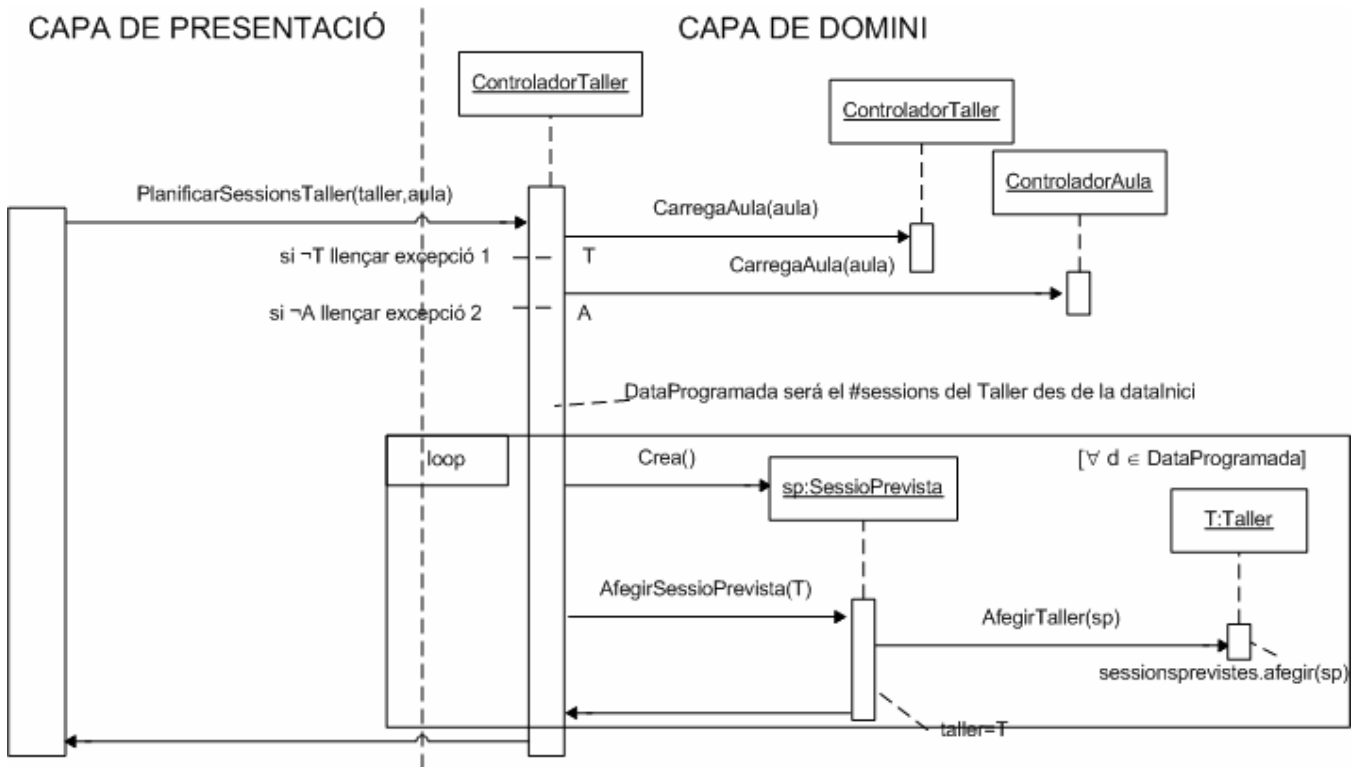 CAPA DE PRESENTACIÓ
CAPA DE DOMINI
ControladorTaller
ControladorTaller
ControladorAula
PlanificarSessionsTaller(taller,aula)
CarregaAula(aula)
si ¬T llençar excepció 1
T
CarregaAula(aula)
si ¬A llençar excepció 2
A
DataProgramada será el #sessions del Taller des de la dataInici
loop
Crea()
[∀ d ∈ DataProgramada]
sp:SessioPrevista
T:Taller
AfegirSessioPrevista(T)
AfegirTaller(sp)
sessionsprevistes.afegir(sp)
taller=T